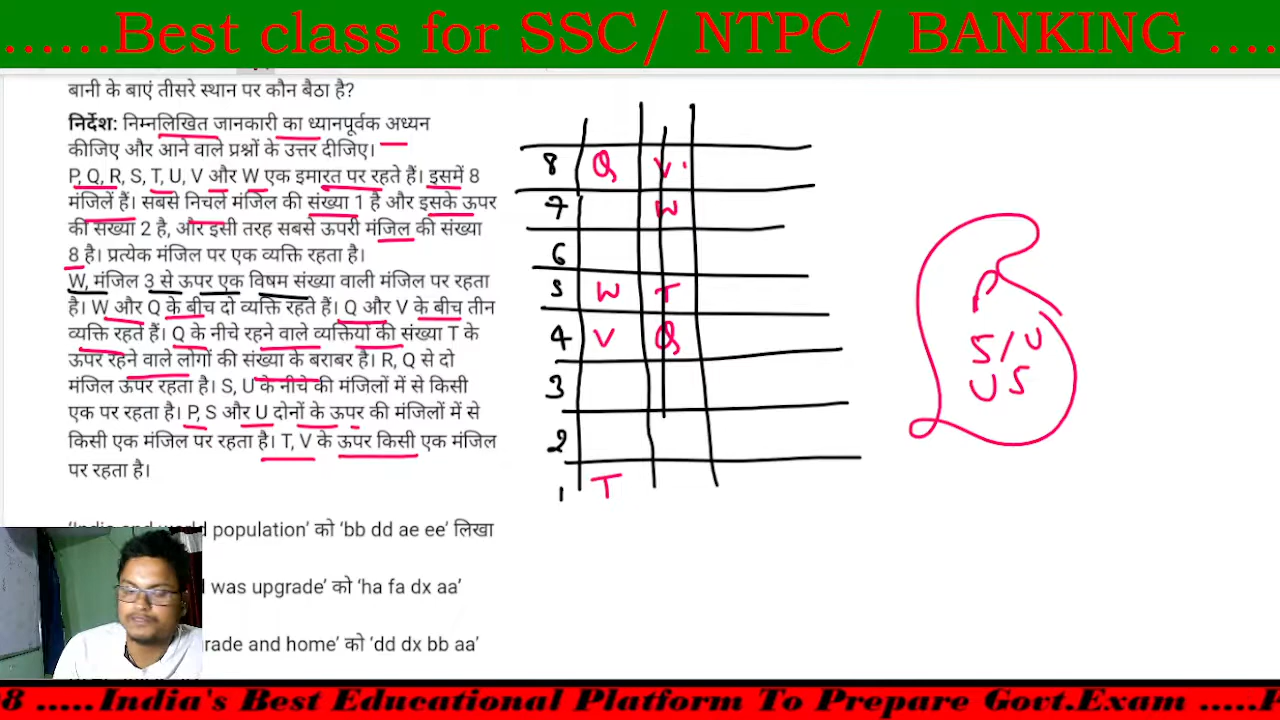 ......Best class for SSC/ NTPC/ BANKING ....
बानी के बाएं तीसरे स्थान पर कौन बैठा है?
निर्देश: निम्नलिखित जानकारी का ध्यानपूर्वक अध्यन
कीजिए और आने वाले प्रश्नों के उत्तर दीजिए।
P, Q, R, S, T, U, V और W एक इमारत पर रहते हैं। इसमें 8
मंजिलें हैं। सबसे निचले मंजिल की संख्या 1 है और इसके ऊपर
की सख्या 2 है, और इसी तरह सबसे ऊपरी मंजिल की संख्या
8 है। प्रत्येक मंजिल पर एक व्यक्ति रहता है।
W, मंजिल 3 से ऊपर एक विषम संख्या वाली मंजिल पर रहता
है। W और Q के बीच दो व्यक्ति रहते हैं। Q और V के बीच तीन
व्यक्ति रहते हैं। Q के नीचे रहने वाले व्यक्तियों की संख्या T के
ऊपर रहने वाले लोगों की संख्या के बराबर है। R, Q से दो
मंजिल ऊपर रहता है। S, U के नीचे की मंजिलों में से किसी
एक पर रहता है। P, S और U दोनों के ऊपर की मंजिलों में से
किसी एक मंजिल पर रहता है। T, V के ऊपर किसी एक मंजिल
पर रहता है।
8 Q V
7 W
6
5 W T
4 V Q
3
2
1 T
P
S/U
U S
population' को 'bb dd ae ee' लिखा
was upgrade' को 'ha fa dx aa'
rade and home' को 'dd dx bb aa'
8 .....India's Best Educational Platform To Prepare Govt.Exam .....